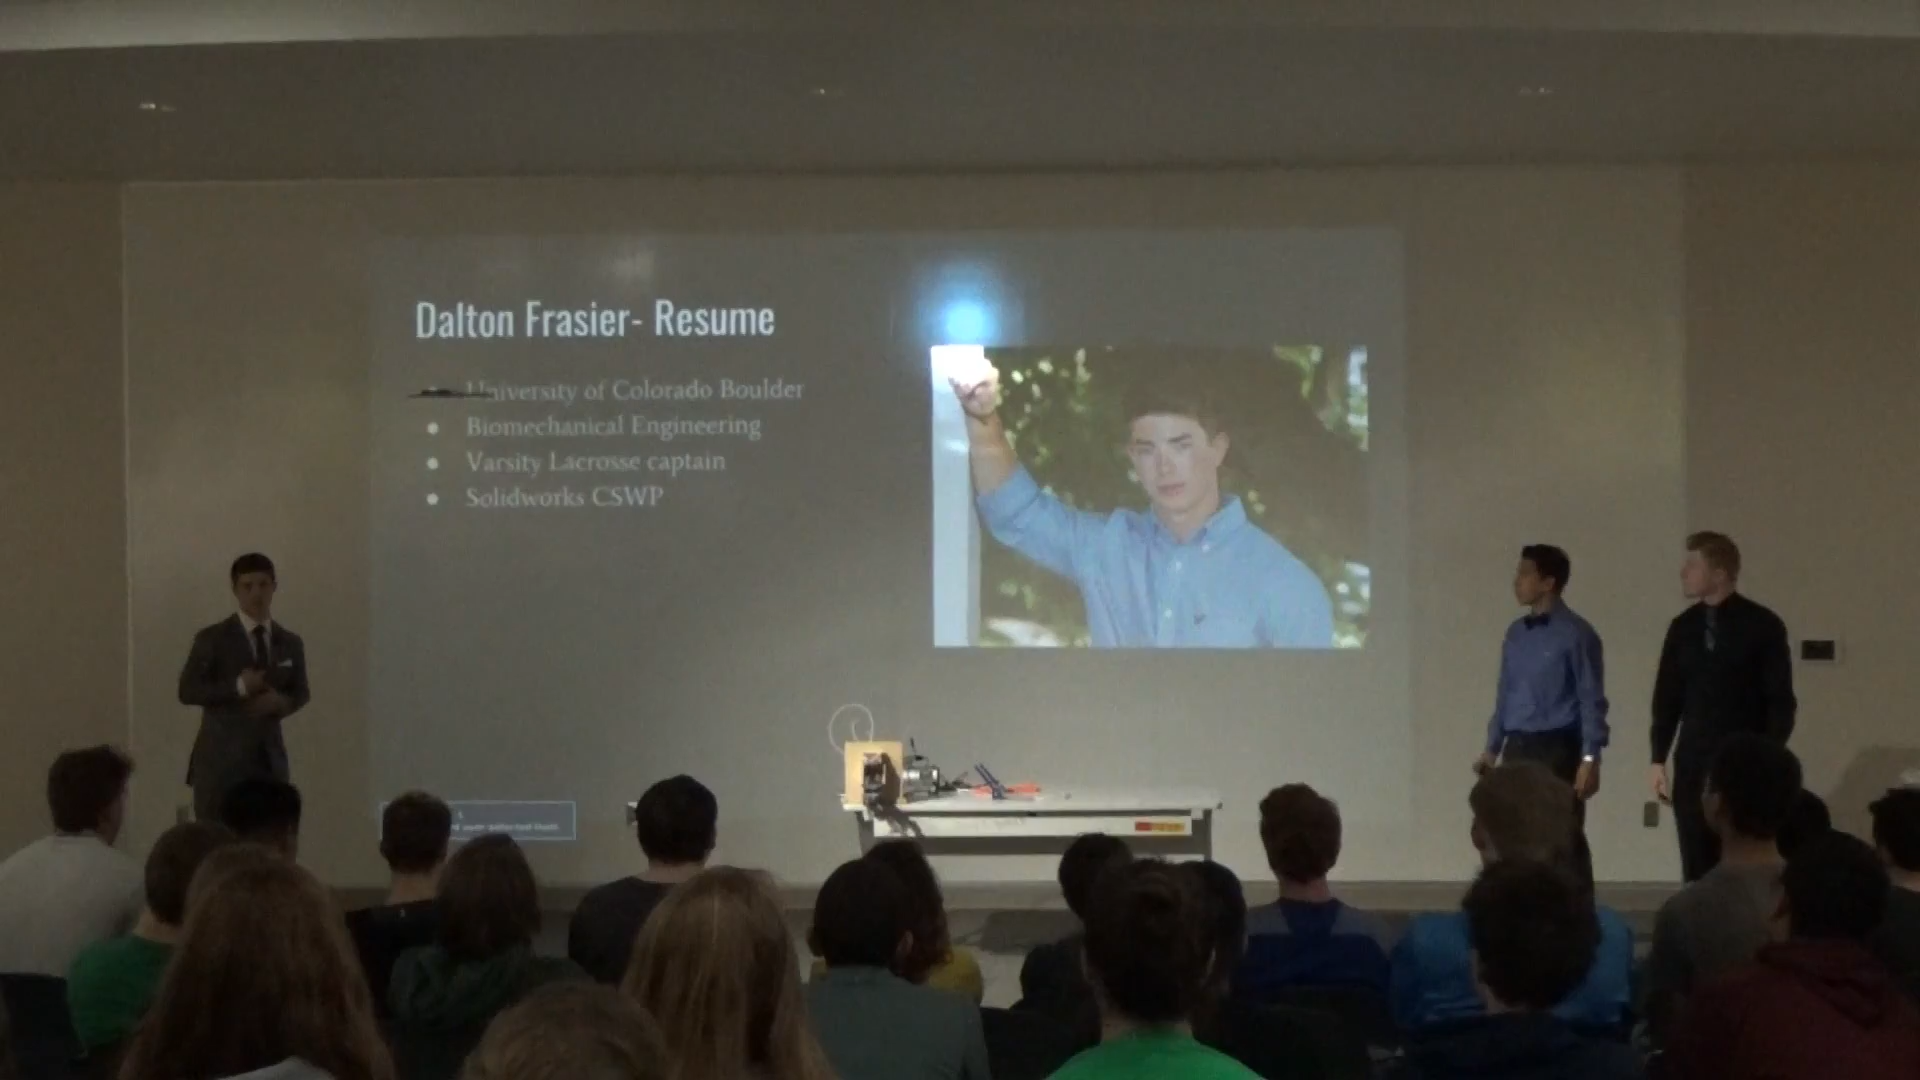 Dalton Frasier- Resume
University of Colorado Boulder
Biomechanical Engineering
Varsity Lacrosse captain
Solidworks CSWP